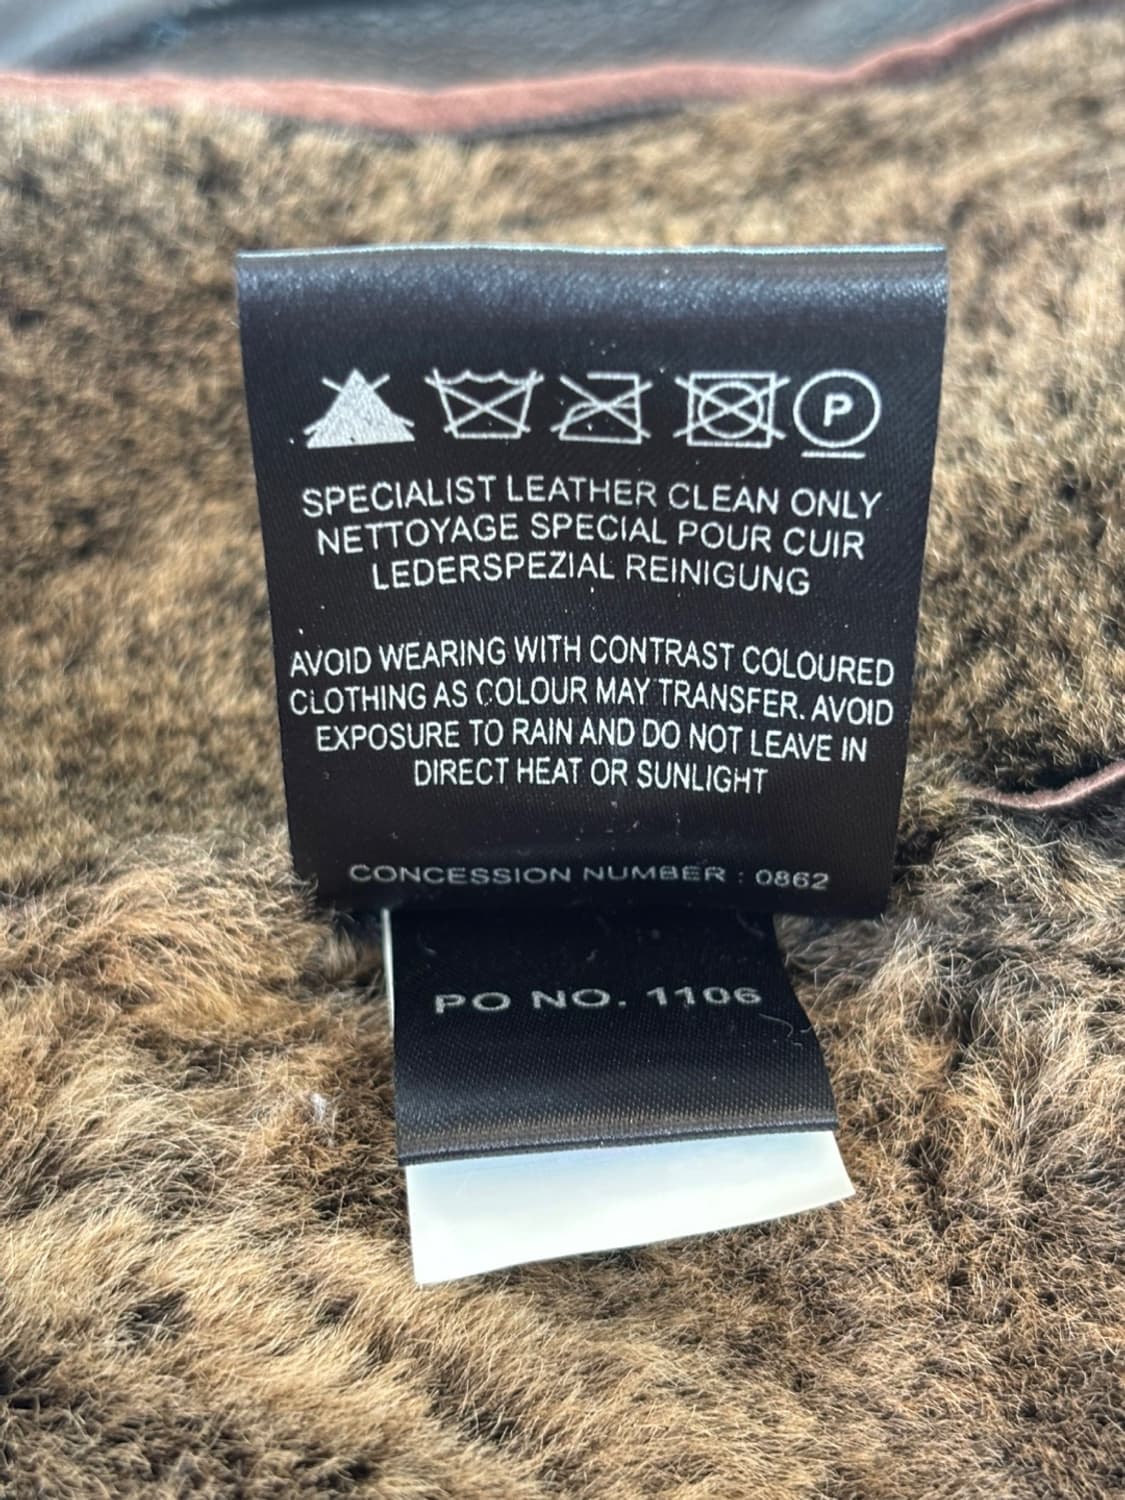 P
SPECIALIST LEATHER CLEAN ONLY
NETTOYAGE SPECIAL POUR CUIR
LEDERSPEZIAL REINIGUNG
AVOID WEARING WITH CONTRAST COLOURED
CLOTHING AS COLOUR MAY TRANSFER. AVOID
EXPOSURE TO RAIN AND DO NOT LEAVE IN
DIRECT HEAT OR SUNLIGHT
CONCESSION NUMBER : 0862
PO NO. 1106